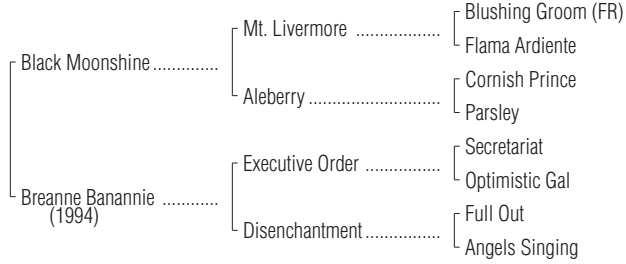 Blushing Groom (FR)
Mt. Livermore ..................
Flama Ardiente
Black Moonshine..............
Cornish Prince
Aleberry ............................
Parsley
Secretariat
Executive Order ................
Optimistic Gal
Breanne Banannie ............
(1994)
Full Out
Disenchantment................
Angels Singing